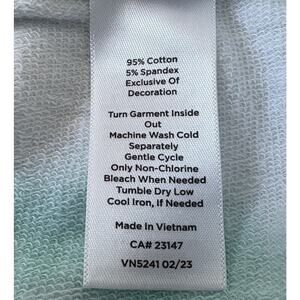 95% Cotton
5% Spandex
Exclusive Of
Decoration
Turn Garment Inside
Out
Machine Wash Cold
Separately
Gentle Cycle
Only Non-Chlorine
Bleach When Needed
Tumble Dry Low
Cool Iron, If Needed
Made In Vietnam
CA# 23147
VN5241 02/23